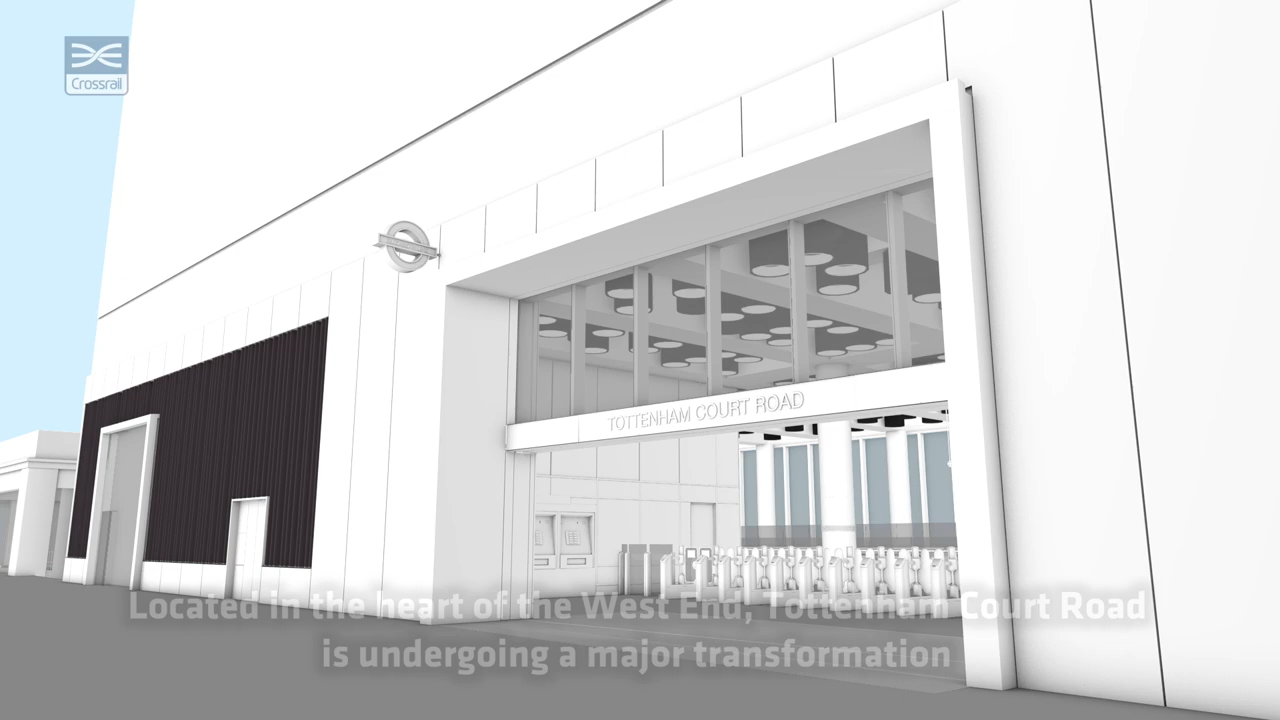 Crossrail
TOTTENHAM COURT ROAD
Located in the heart of the West End, Tottenham Court Road
is undergoing a major transformation